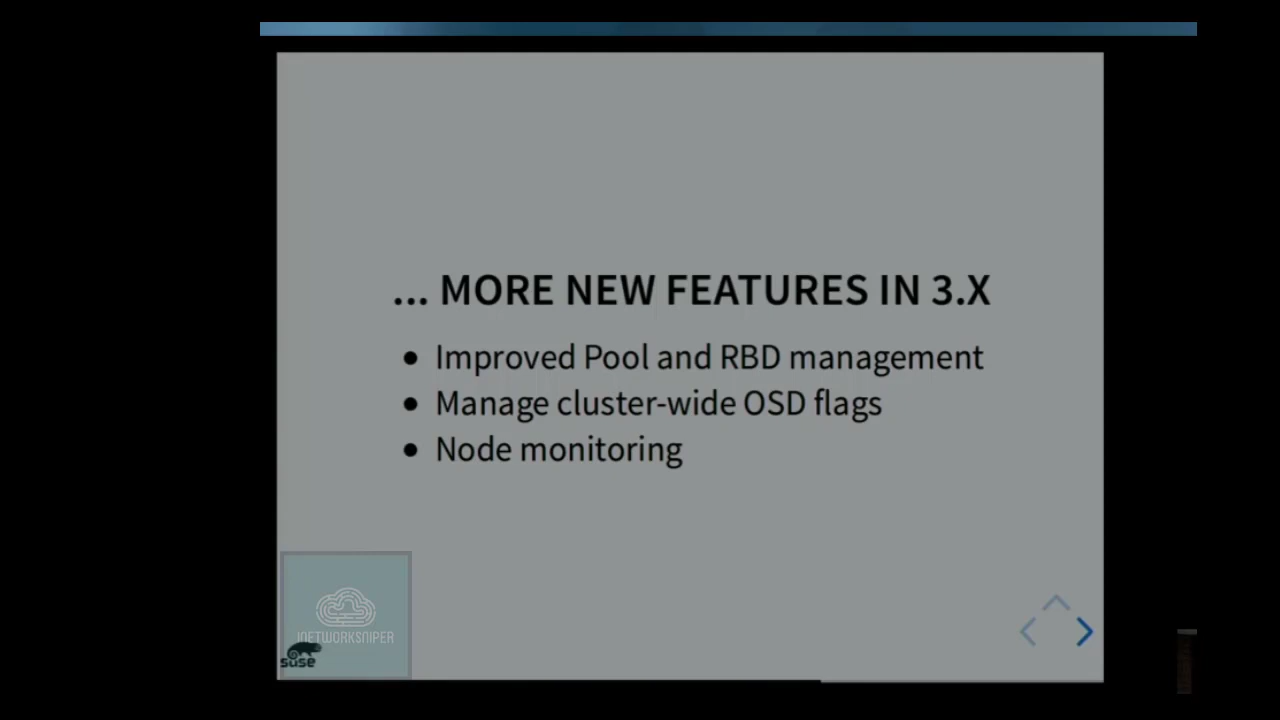 ... MORE NEW FEATURES IN 3.X
Improved Pool and RBD management
Manage cluster-wide OSD flags
Node monitoring
NETWORKSNIPER
suse